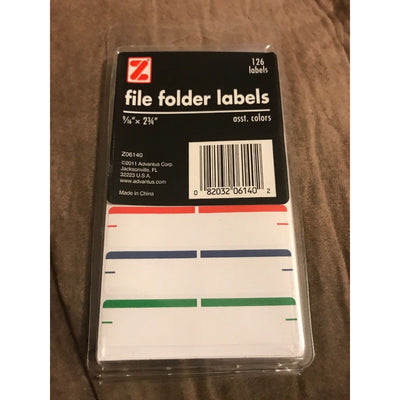 Z
126
labels
file folder labels
9/16" x 2¾"
asst. colors
Z06140
©2011 Advantus Corp.
Jacksonville, FL
32223 U.S.A.
www.advantus.com
Made in China
0 82032 06140 2